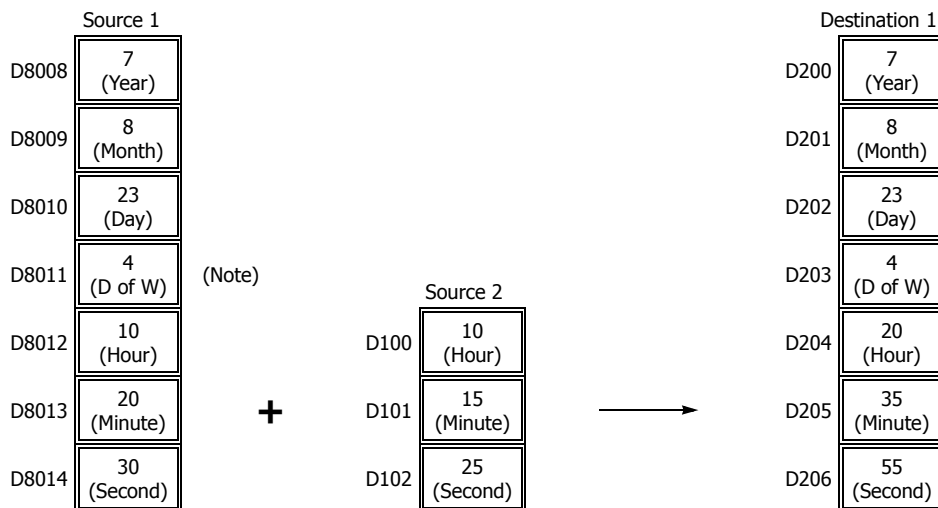 Source 1
Destination 1
D8008
7
(Year)
D200
7
(Year)
D8009
8
(Month)
D201
8
(Month)
D8010
23
(Day)
D202
23
(Day)
D8011
4
(D of W)
(Note)
D203
4
(D of W)
Source 2
D8012
10
(Hour)
D100
10
(Hour)
D204
20
(Hour)
D8013
20
(Minute)
+
D101
15
(Minute)
D205
35
(Minute)
D8014
30
(Second)
D102
25
(Second)
D206
55
(Second)